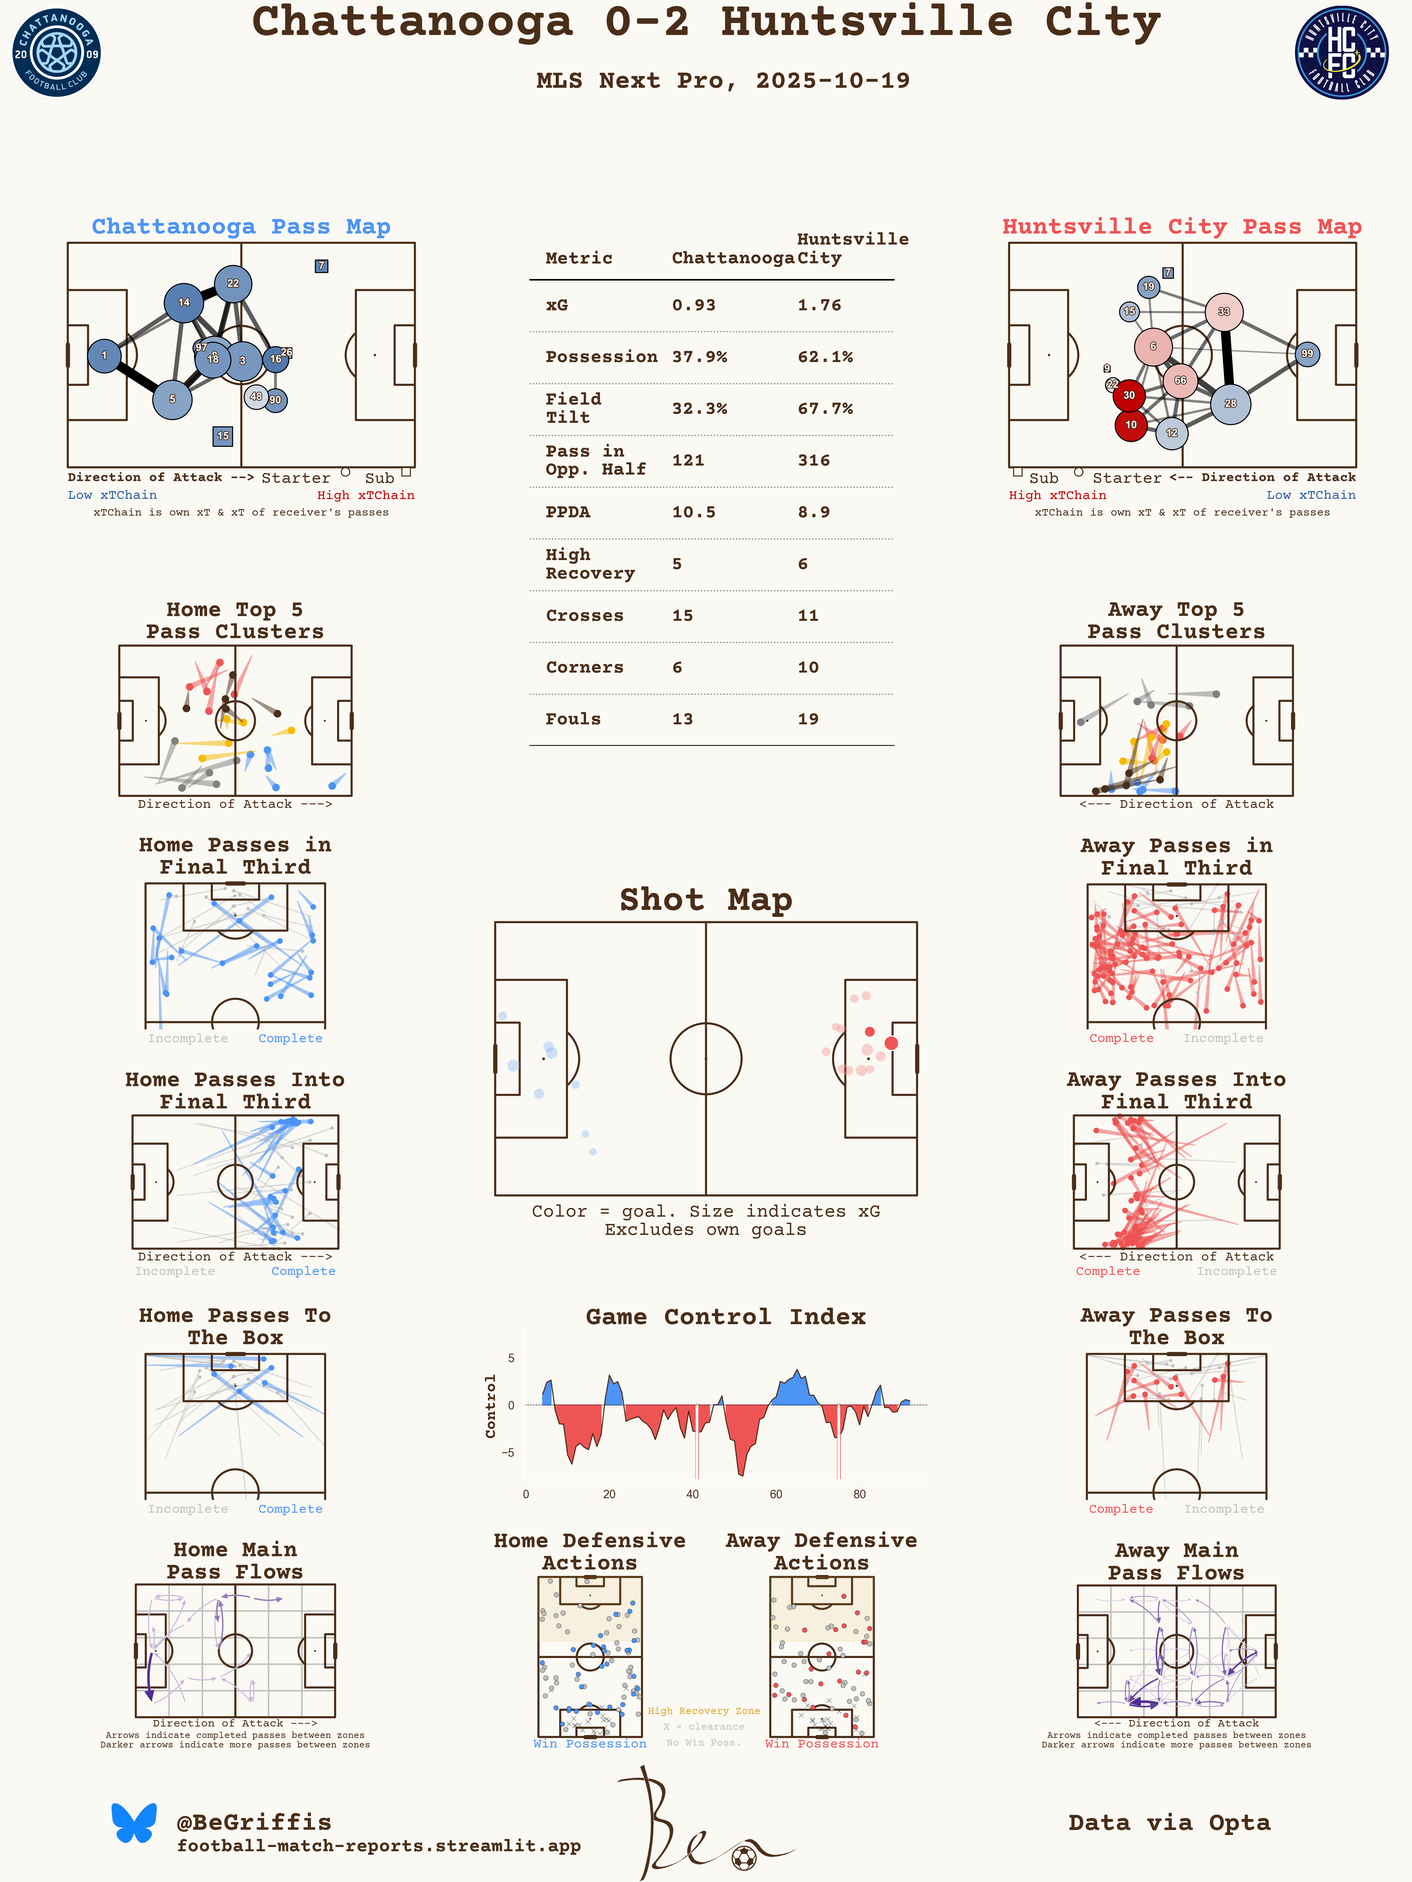 Chattanooga 0-2 Huntsville City
MLS Next Pro, 2025-10-19
CHATTANOOGA
2009
FOOTBALL CLUB
HUNTSVILLE CITY
HC
FC
FOOTBALL CLUB
Chattanooga Pass Map
7
22
14
97
18
3
16
26
1
5
48
90
15
Direction of Attack --> Starter Sub
Low xTChain High xTChain
xTChain is own xT & xT of receiver's passes
Metric Chattanooga Huntsville City
xG 0.93 1.76
Possession 37.9% 62.1%
Field Tilt 32.3% 67.7%
Pass in Opp. Half 121 316
PPDA 10.5 8.9
High Recovery 5 6
Crosses 15 11
Corners 6 10
Fouls 13 19
Huntsville City Pass Map
7
19
15
33
6
99
9
22
66
30
28
10
12
Sub Starter <-- Direction of Attack
High xTChain Low xTChain
xTChain is own xT & xT of receiver's passes
Home Top 5
Pass Clusters
Direction of Attack --->
Away Top 5
Pass Clusters
<--- Direction of Attack
Home Passes in
Final Third
Incomplete Complete
Away Passes in
Final Third
Complete Incomplete
Shot Map
Color = goal. Size indicates xG
Excludes own goals
Home Passes Into
Final Third
Direction of Attack --->
Incomplete Complete
Away Passes Into
Final Third
<--- Direction of Attack
Complete Incomplete
Home Passes To
The Box
Incomplete Complete
Game Control Index
Control
5
0
−5
0 20 40 60 80
Away Passes To
The Box
Complete Incomplete
Home Main
Pass Flows
Direction of Attack --->
Arrows indicate completed passes between zones
Darker arrows indicate more passes between zones
Home Defensive
Actions
Win Possession
High Recovery Zone
X = clearance
No Win Poss.
Away Defensive
Actions
Win Possession
Away Main
Pass Flows
<--- Direction of Attack
Arrows indicate completed passes between zones
Darker arrows indicate more passes between zones
@BeGriffis
football-match-reports.streamlit.app
Ben
Data via Opta